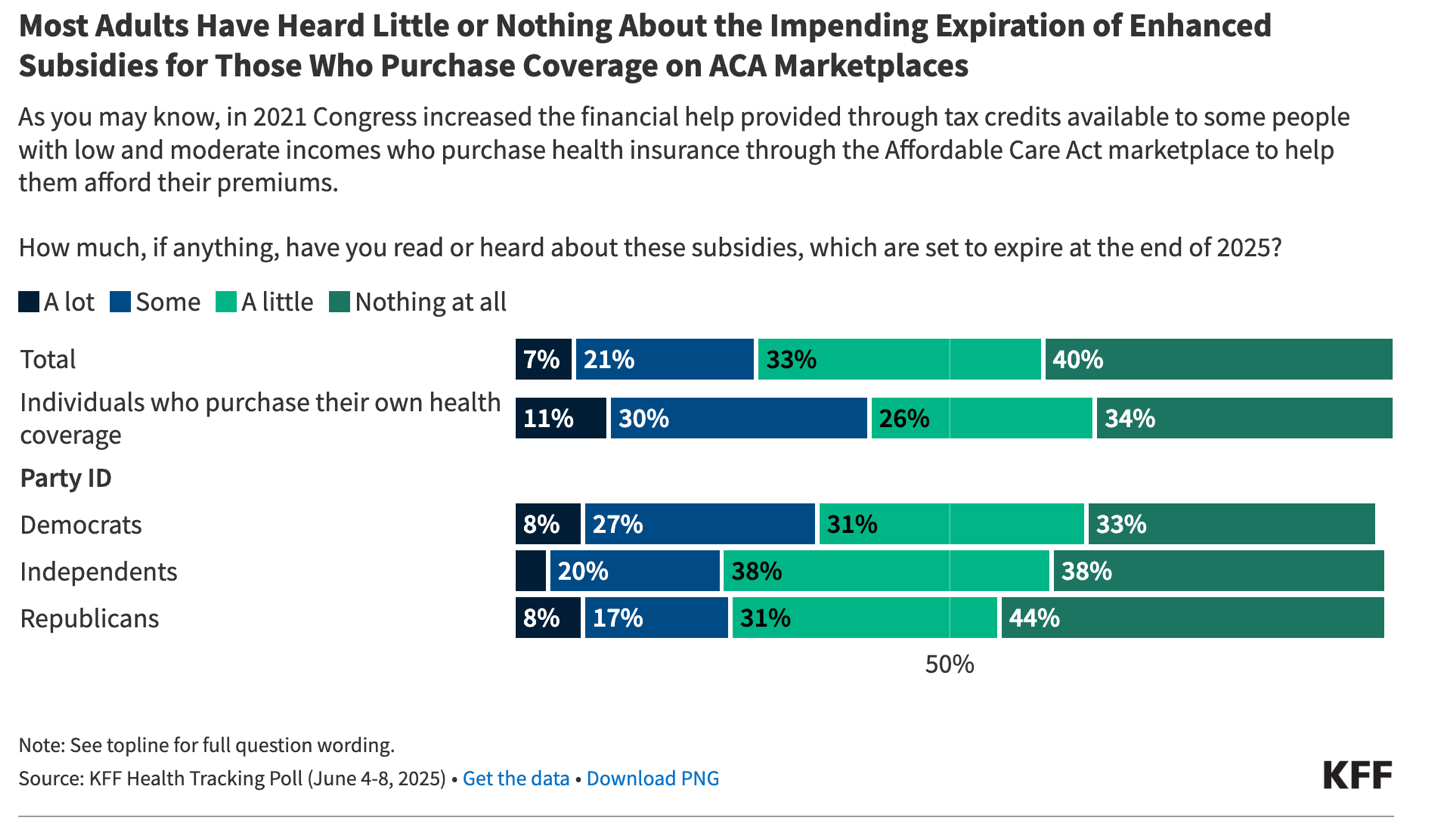 Most Adults Have Heard Little or Nothing About the Impending Expiration of Enhanced
Subsidies for Those Who Purchase Coverage on ACA Marketplaces
As you may know, in 2021 Congress increased the financial help provided through tax credits available to some people
with low and moderate incomes who purchase health insurance through the Affordable Care Act marketplace to help
them afford their premiums.
How much, if anything, have you read or heard about these subsidies, which are set to expire at the end of 2025?
A lot Some A little Nothing at all
Total 7% 21% 33% 40%
Individuals who purchase their own health
coverage 11% 30% 26% 34%
Party ID
Democrats 8% 27% 31% 33%
Independents 20% 38% 38%
Republicans 8% 17% 31% 44%
50%
Note: See topline for full question wording.
Source: KFF Health Tracking Poll (June 4-8, 2025) • Get the data • Download PNG
KFF